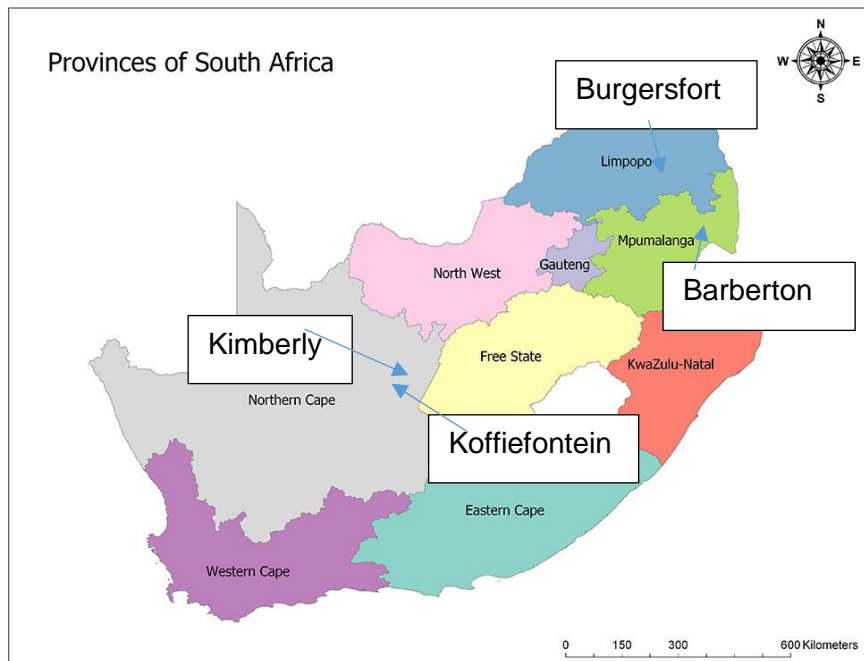 Provinces of South Africa
N
W E
S
Burgersfort
Limpopo
Mpumalanga
Gauteng
North West
Barberton
Kimberly
Free State
KwaZulu-Natal
Northern Cape
Koffiefontein
Eastern Cape
Western Cape
0 150 300 600 Kilometers